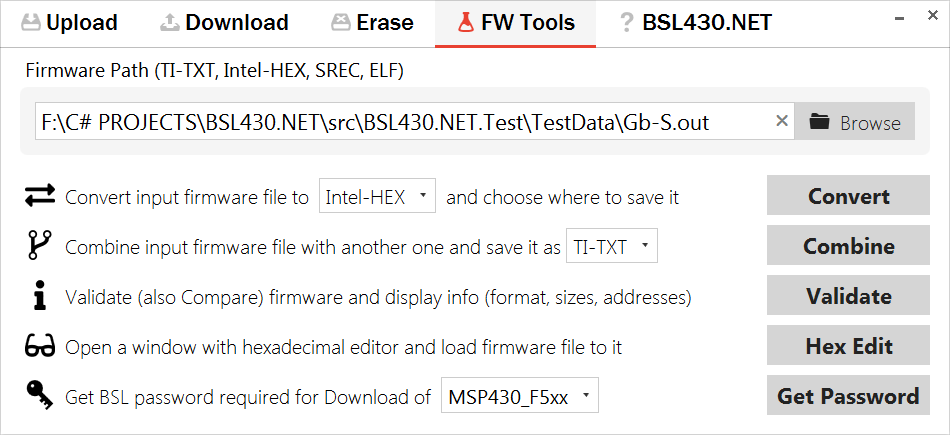 Upload Download Erase FW Tools ? BSL430.NET
Firmware Path (TI-TXT, Intel-HEX, SREC, ELF)
F:\C# PROJECTS\BSL430.NET\src\BSL430.NET.Test\TestData\Gb-S.out Browse
Convert input firmware file to Intel-HEX and choose where to save it Convert
Combine input firmware file with another one and save it as TI-TXT Combine
Validate (also Compare) firmware and display info (format, sizes, addresses) Validate
Open a window with hexadecimal editor and load firmware file to it Hex Edit
Get BSL password required for Download of MSP430_F5xx Get Password